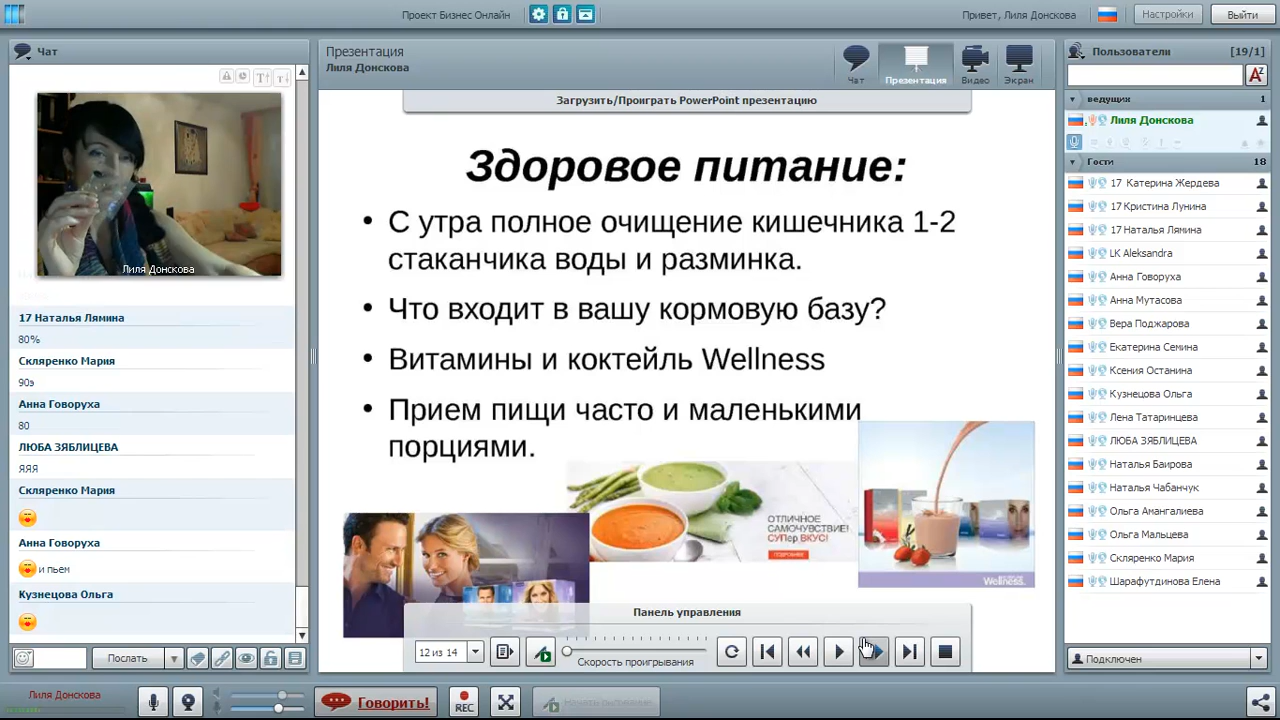 Проект Бизнес Онлайн
Привет, Лиля Донскова
Настройки
Выйти
Чат
Лиля Донскова
17 Наталья Лямина
80%
Скляренко Мария
90э
Анна Говоруха
80
ЛЮБА ЗЯБЛИЦЕВА
ЯЯЯ
Скляренко Мария
Анна Говоруха
и пьем
Кузнецова Ольга
Послать
Презентация
Лиля Донскова
Чат
Презентация
Видео
Экран
Загрузить/Проиграть PowerPoint презентацию
Здоровое питание:
• С утра полное очищение кишечника 1-2
стаканчика воды и разминка.
• Что входит в вашу кормовую базу?
• Витамины и коктейль Wellness
• Прием пищи часто и маленькими
порциями.
ОТЛИЧНОЕ
САМОЧУВСТВИЕ!
СУПер ВКУС!
Wellness
Панель управления
12 из 14
Скорость проигрывания
Пользователи
[19/1]
ведущия
1
Лиля Донскова
Гости
18
17 Катерина Жердева
17 Кристина Лунина
17 Наталья Лямина
LK Aleksandra
Анна Говоруха
Анна Мутасова
Вера Поджарова
Екатерина Семина
Ксения Останина
Кузнецова Ольга
Лена Татаринцева
ЛЮБА ЗЯБЛИЦЕВА
Наталья Баирова
Наталья Чабанчук
Ольга Амангалиева
Ольга Мальцева
Скляренко Мария
Шарафутдинова Елена
Подключен
Лиля Донскова
Говорить!
REC